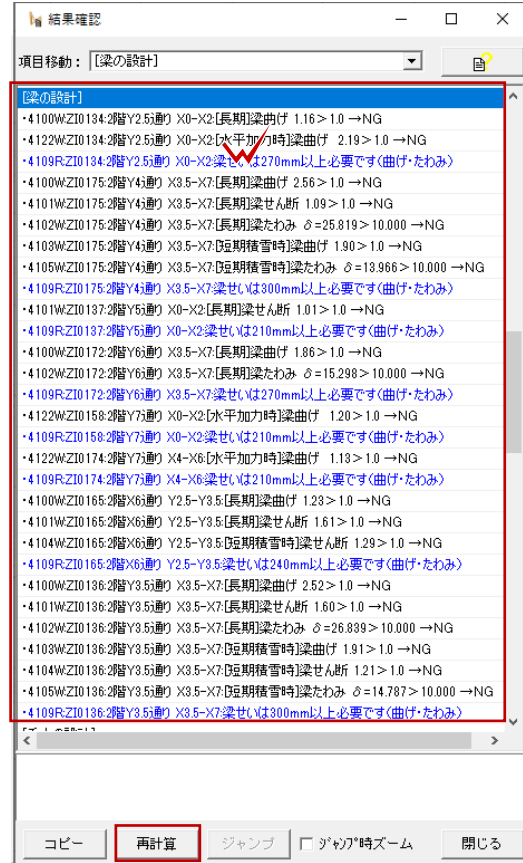 結果確認
項目移動： [梁の設計]
[梁の設計]
・4100W:ZI0134:2階Y2.5通り X0-X2:[長期]梁曲げ 1.16＞1.0 →NG
・4122W:ZI0134:2階Y2.5通り X0-X2:[水平加力時]梁曲げ 2.19＞1.0 →NG
・4109R:ZI0134:2階Y2.5通り X0-X2:梁せいは270mm以上必要です(曲げ・たわみ)
・4100W:ZI0175:2階Y4通り X3.5-X7:[長期]梁曲げ 2.56＞1.0 →NG
・4101W:ZI0175:2階Y4通り X3.5-X7:[長期]梁せん断 1.09＞1.0 →NG
・4102W:ZI0175:2階Y4通り X3.5-X7:[長期]梁たわみ δ=25.819＞10.000 →NG
・4103W:ZI0175:2階Y4通り X3.5-X7:[短期積雪時]梁曲げ 1.90＞1.0 →NG
・4105W:ZI0175:2階Y4通り X3.5-X7:[短期積雪時]梁たわみ δ=13.966＞10.000 →NG
・4109R:ZI0175:2階Y4通り X3.5-X7:梁せいは300mm以上必要です(曲げ・たわみ)
・4101W:ZI0137:2階Y5通り X0-X2:[長期]梁せん断 1.01＞1.0 →NG
・4109R:ZI0137:2階Y5通り X0-X2:梁せいは210mm以上必要です(曲げ・たわみ)
・4100W:ZI0172:2階Y6通り X3.5-X7:[長期]梁曲げ 1.86＞1.0 →NG
・4102W:ZI0172:2階Y6通り X3.5-X7:[長期]梁たわみ δ=15.298＞10.000 →NG
・4109R:ZI0172:2階Y6通り X3.5-X7:梁せいは270mm以上必要です(曲げ・たわみ)
・4122W:ZI0158:2階Y7通り X0-X2:[水平加力時]梁曲げ 1.20＞1.0 →NG
・4109R:ZI0158:2階Y7通り X0-X2:梁せいは210mm以上必要です(曲げ・たわみ)
・4122W:ZI0174:2階Y7通り X4-X6:[水平加力時]梁曲げ 1.13＞1.0 →NG
・4109R:ZI0174:2階Y7通り X4-X6:梁せいは210mm以上必要です(曲げ・たわみ)
・4100W:ZI0165:2階X6通り Y2.5-Y3.5:[長期]梁曲げ 1.23＞1.0 →NG
・4101W:ZI0165:2階X6通り Y2.5-Y3.5:[長期]梁せん断 1.61＞1.0 →NG
・4104W:ZI0165:2階X6通り Y2.5-Y3.5:[短期積雪時]梁せん断 1.29＞1.0 →NG
・4109R:ZI0165:2階X6通り Y2.5-Y3.5:梁せいは240mm以上必要です(曲げ・たわみ)
・4100W:ZI0136:2階Y3.5通り X3.5-X7:[長期]梁曲げ 2.52＞1.0 →NG
・4101W:ZI0136:2階Y3.5通り X3.5-X7:[長期]梁せん断 1.60＞1.0 →NG
・4102W:ZI0136:2階Y3.5通り X3.5-X7:[長期]梁たわみ δ=26.839＞10.000 →NG
・4103W:ZI0136:2階Y3.5通り X3.5-X7:[短期積雪時]梁曲げ 1.91＞1.0 →NG
・4104W:ZI0136:2階Y3.5通り X3.5-X7:[短期積雪時]梁せん断 1.21＞1.0 →NG
・4105W:ZI0136:2階Y3.5通り X3.5-X7:[短期積雪時]梁たわみ δ=14.787＞10.000 →NG
・4109R:ZI0136:2階Y3.5通り X3.5-X7:梁せいは300mm以上必要です(曲げ・たわみ)
コピー 再計算 ジャンプ ジャンプ時ズーム 閉じる